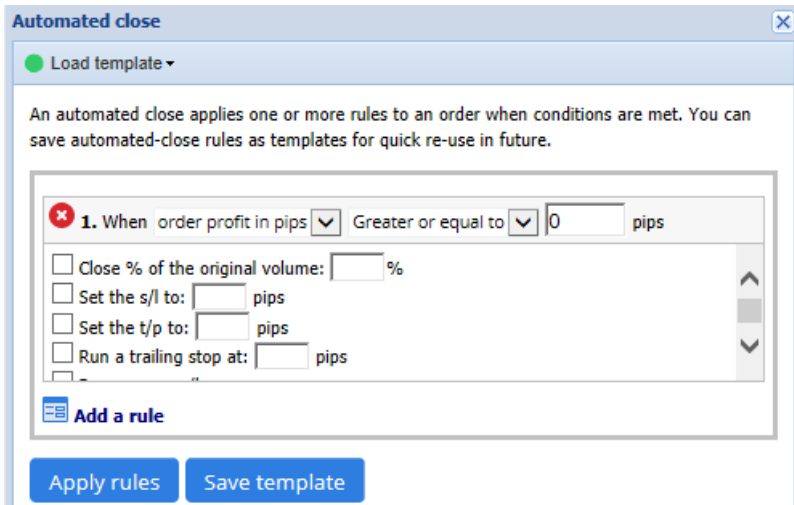 Automated close
Load template
An automated close applies one or more rules to an order when conditions are met. You can
save automated-close rules as templates for quick re-use in future.
1. When order profit in pips Greater or equal to 0 pips
Close % of the original volume: %
Set the s/l to: pips
Set the t/p to: pips
Run a trailing stop at: pips
Add a rule
Apply rules Save template